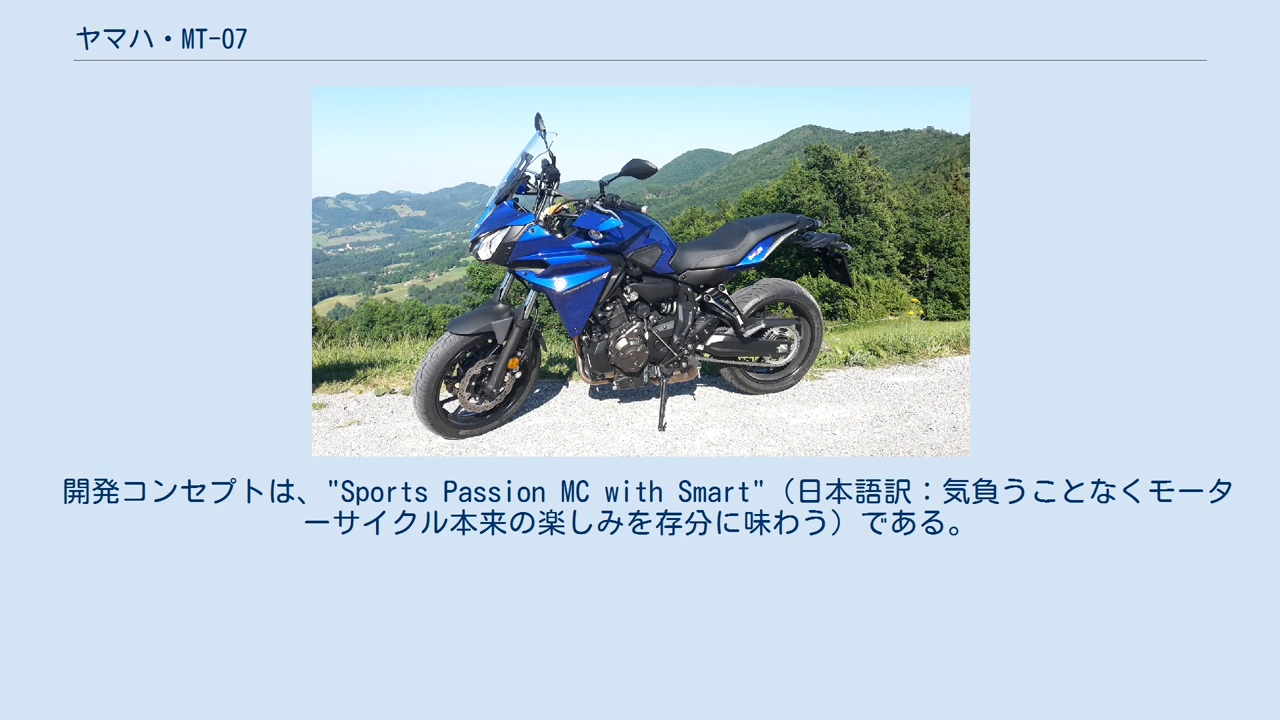 ヤマハ・MT-07
開発コンセプトは、"Sports Passion MC with Smart"（日本語訳：気負うことなくモータ
ーサイクル本来の楽しみを存分に味わう）である。